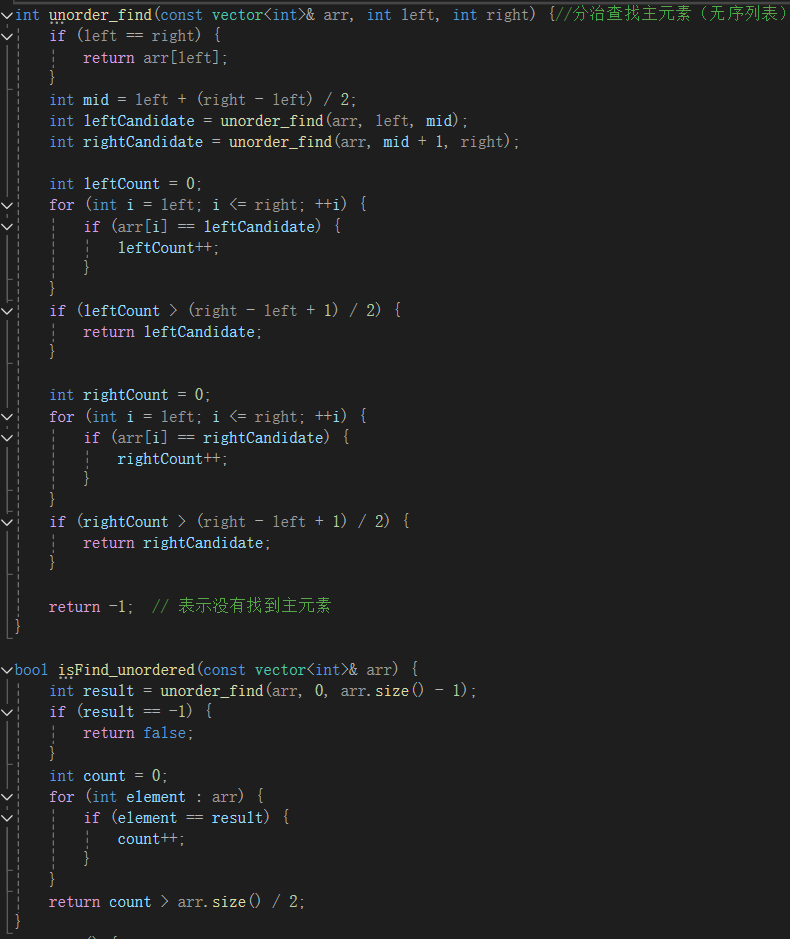 int unorder_find(const vector<int>& arr, int left, int right) {//分治查找主元素（无序列表）
    if (left == right) {
        return arr[left];
    }
    int mid = left + (right - left) / 2;
    int leftCandidate = unorder_find(arr, left, mid);
    int rightCandidate = unorder_find(arr, mid + 1, right);

    int leftCount = 0;
    for (int i = left; i <= right; ++i) {
        if (arr[i] == leftCandidate) {
            leftCount++;
        }
    }
    if (leftCount > (right - left + 1) / 2) {
        return leftCandidate;
    }

    int rightCount = 0;
    for (int i = left; i <= right; ++i) {
        if (arr[i] == rightCandidate) {
            rightCount++;
        }
    }
    if (rightCount > (right - left + 1) / 2) {
        return rightCandidate;
    }

    return -1;  // 表示没有找到主元素
}

bool isFind_unordered(const vector<int>& arr) {
    int result = unorder_find(arr, 0, arr.size() - 1);
    if (result == -1) {
        return false;
    }
    int count = 0;
    for (int element : arr) {
        if (element == result) {
            count++;
        }
    }
    return count > arr.size() / 2;
}